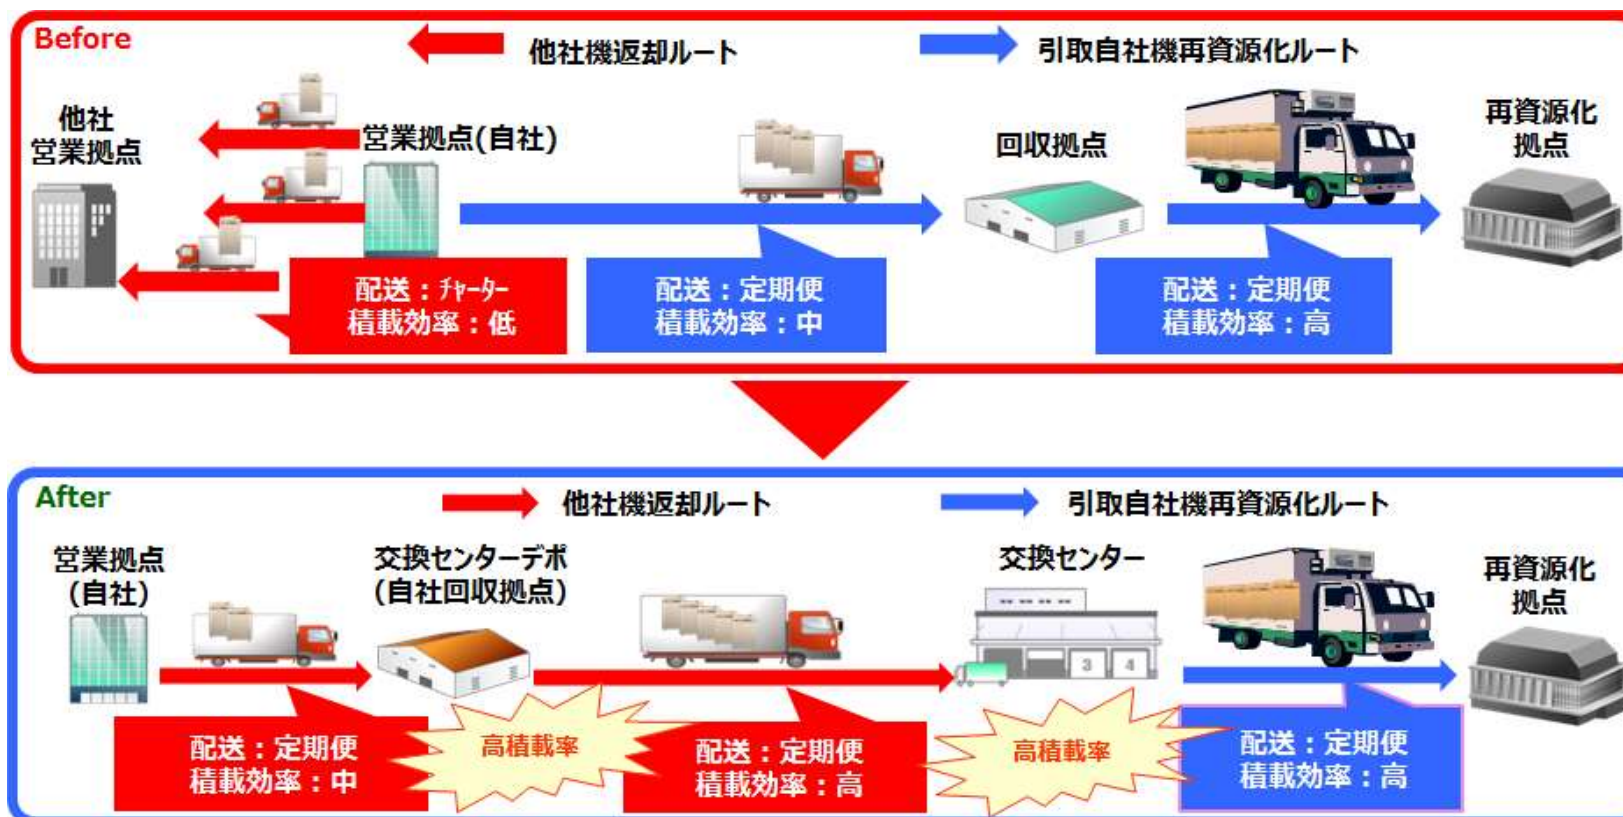 Before
他社機返却ルート
引取自社機再資源化ルート
他社
営業拠点
営業拠点(自社)
回収拠点
再資源化
拠点
配送：ﾁｬｰﾀｰ
積載効率：低
配送：定期便
積載効率：中
配送：定期便
積載効率：高
After
他社機返却ルート
引取自社機再資源化ルート
営業拠点
(自社)
交換センターデポ
(自社回収拠点)
交換センター
再資源化
拠点
3 4
配送：定期便
積載効率：中
高積載率
配送：定期便
積載効率：高
高積載率
配送：定期便
積載効率：高